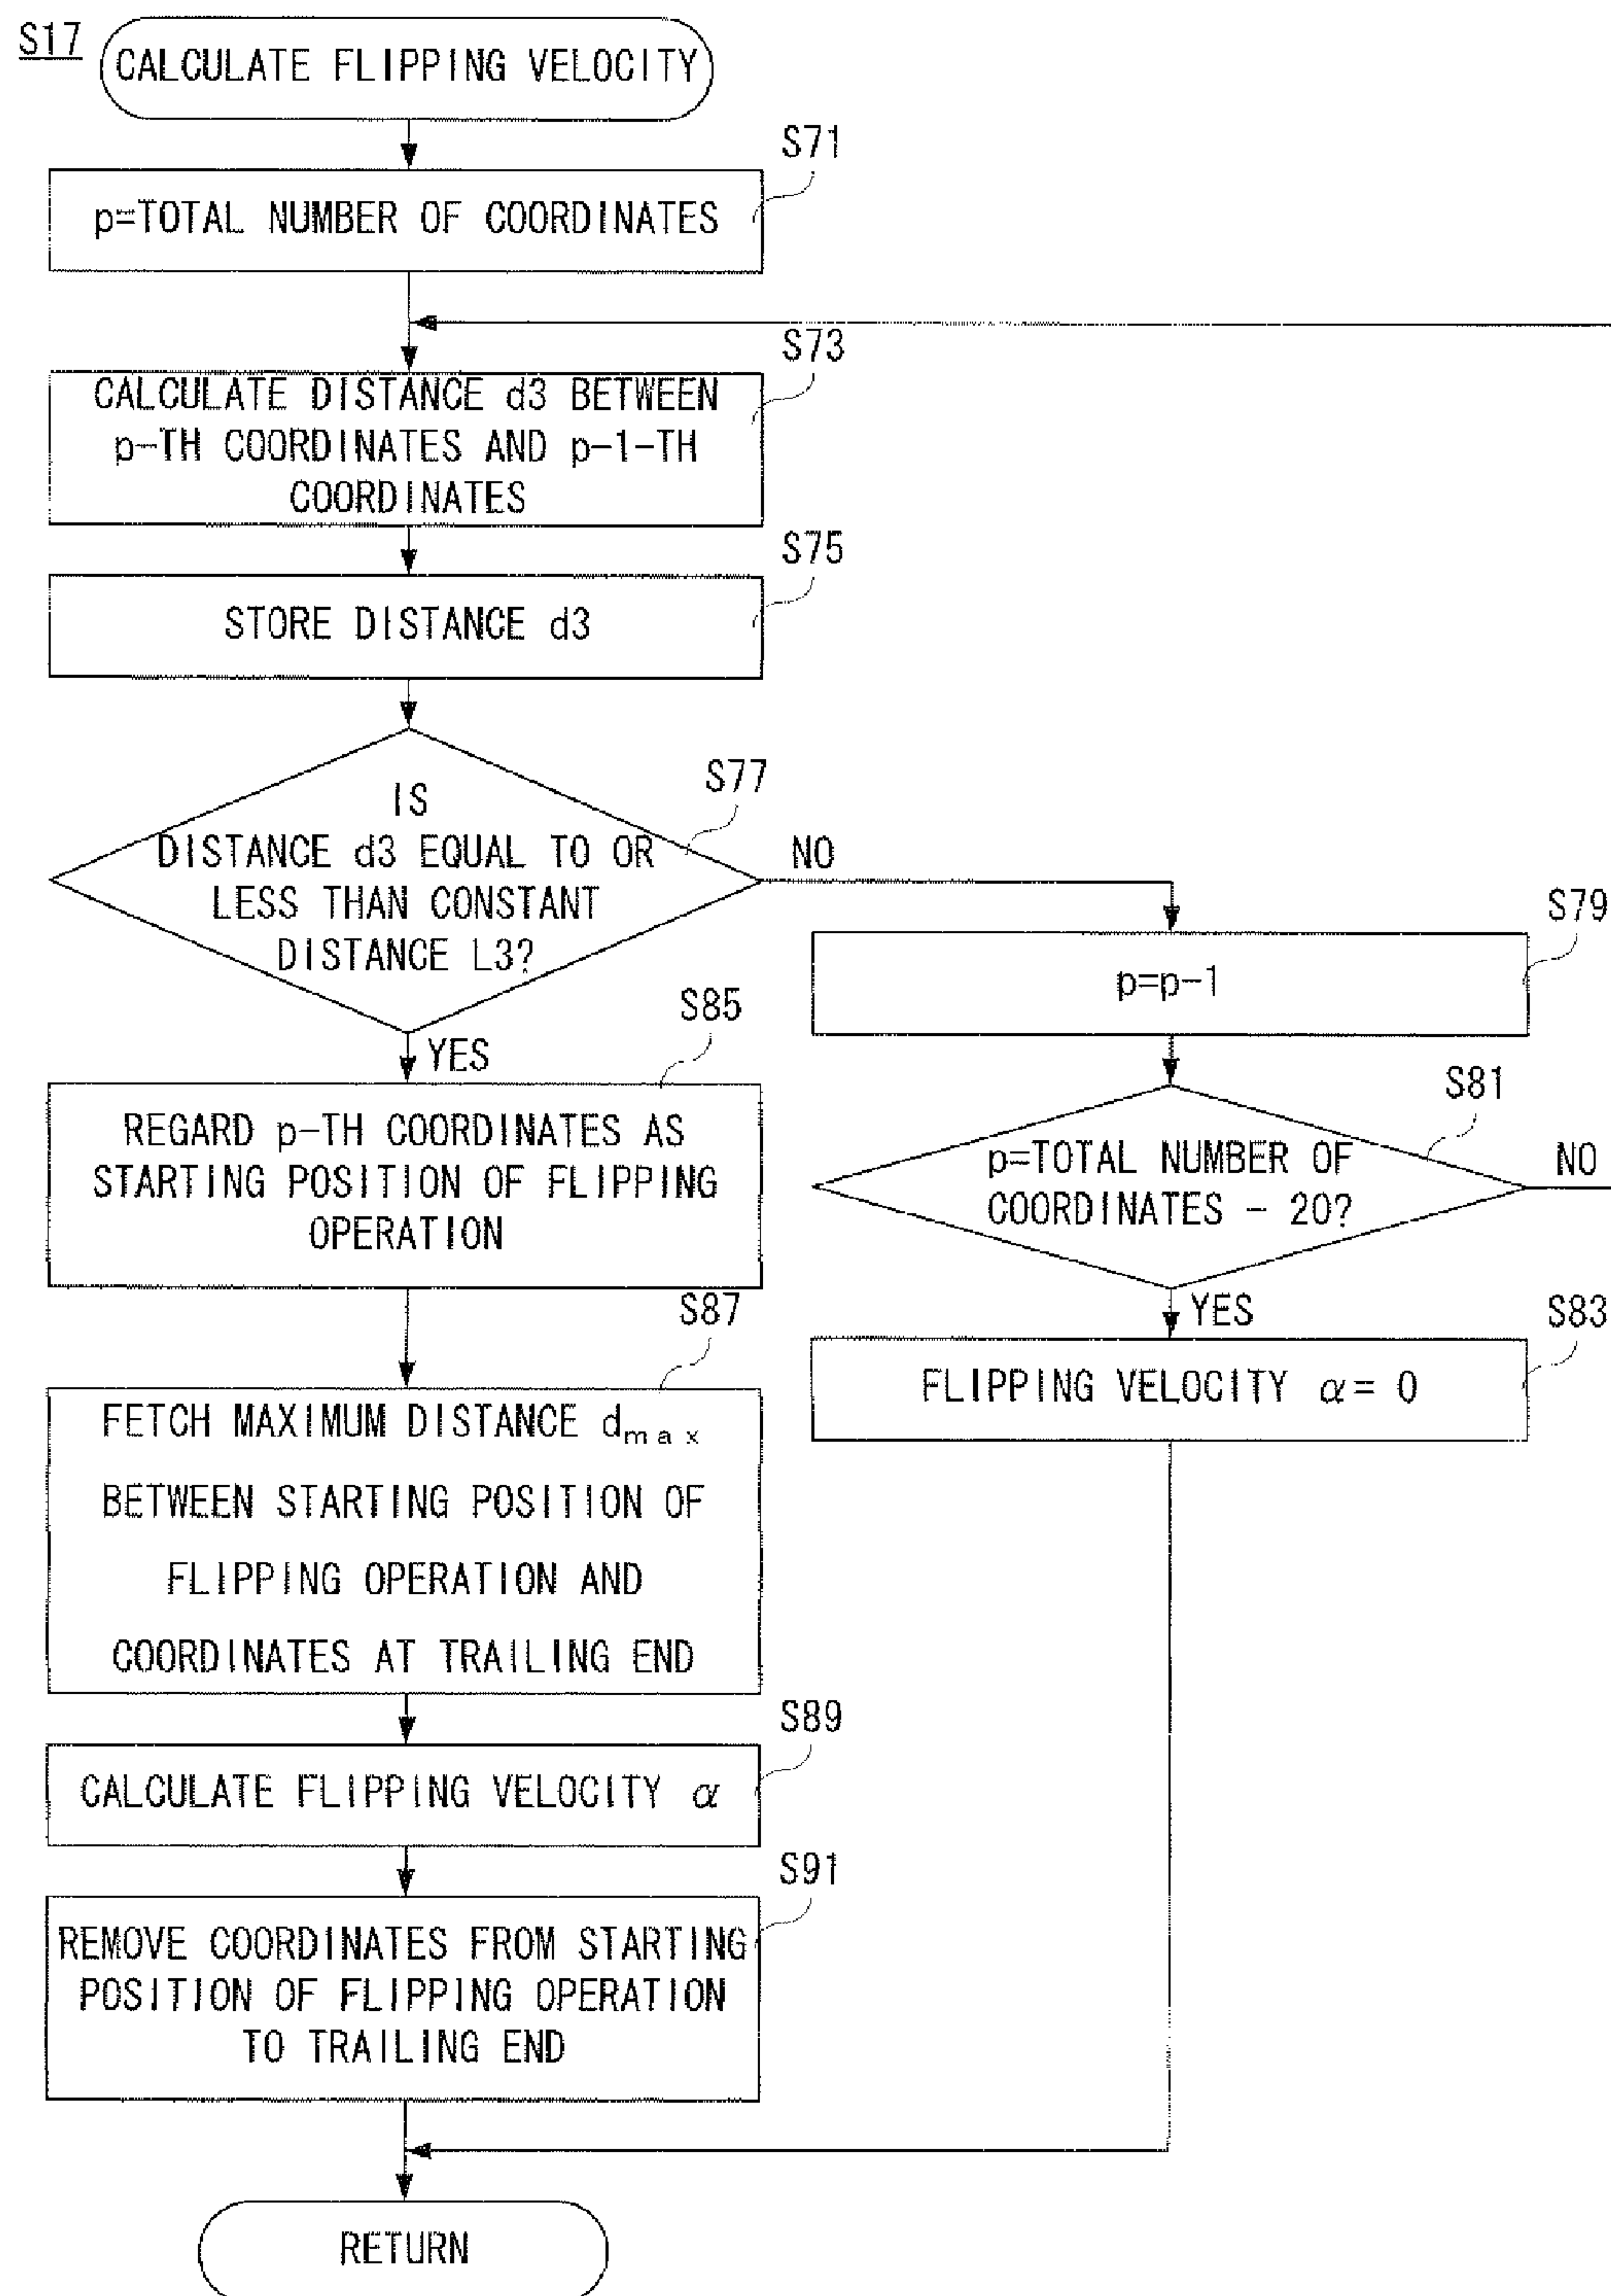 S17
CALCULATE FLIPPING VELOCITY
S71
p=TOTAL NUMBER OF COORDINATES
S73
CALCULATE DISTANCE d3 BETWEEN
p-TH COORDINATES AND p-1-TH
COORDINATES
S75
STORE DISTANCE d3
S77
IS
DISTANCE d3 EQUAL TO OR
LESS THAN CONSTANT
DISTANCE L3?
NO
S79
p=p-1
YES
S81
p=TOTAL NUMBER OF
COORDINATES - 20?
NO
YES
S83
FLIPPING VELOCITY α= 0
S85
REGARD p-TH COORDINATES AS
STARTING POSITION OF FLIPPING
OPERATION
S87
FETCH MAXIMUM DISTANCE dmax
BETWEEN STARTING POSITION OF
FLIPPING OPERATION AND
COORDINATES AT TRAILING END
S89
CALCULATE FLIPPING VELOCITY α
S91
REMOVE COORDINATES FROM STARTING
POSITION OF FLIPPING OPERATION
TO TRAILING END
RETURN